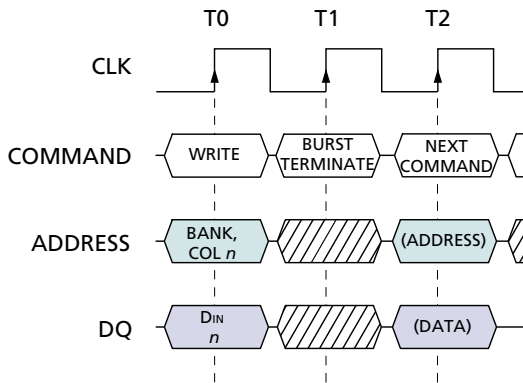 T0 T1 T2
CLK
COMMAND WRITE BURST TERMINATE NEXT COMMAND
ADDRESS BANK, COL n (ADDRESS)
DQ DIN n (DATA)